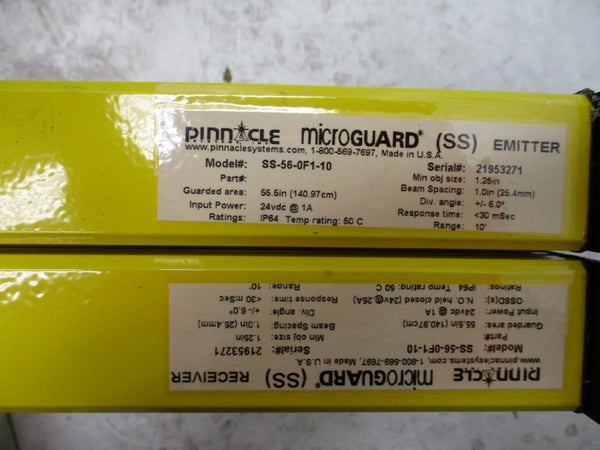 PINNACLE microGUARD® (SS) EMITTER
www.pinnaclesystems.com, 1-800-569-7697, Made in U.S.A.
Model#: SS-56-0F1-10 Serial#: 21953271
Part#: Min obj size: 1.25in
Guarded area: 55.5in (140.97cm) Beam Spacing: 1.0in (25.4mm)
Input Power: 24vdc @ 1A Div. angle: +/- 6.0°
Ratings: IP64 Temp rating: 50 C Response time: <30 mSec
Range: 10'
PINNACLE microGUARD® (SS) RECEIVER
www.pinnaclesystems.com, 1-800-569-7697, Made in U.S.A.
Model#: SS-56-0F1-10 Serial#: 21953271
Part#: Min obj size: 1.25in
Guarded area: 55.5in (140.97cm) Beam Spacing: 1.0in (25.4mm)
Input Power: 24vdc @ 1A Div. angle: +/- 6.0°
OSSD(s): N.O. held closed (24v@.25A) Response time: <30 mSec
Ratings: IP64 Temp rating: 50 C Range: 10'